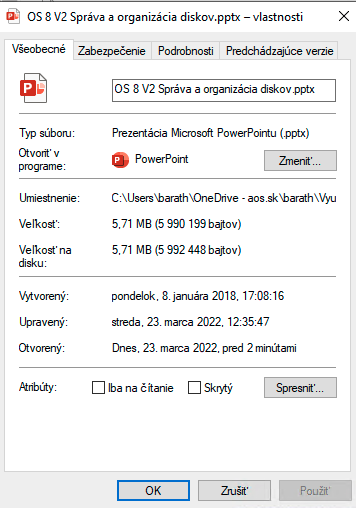 OS 8 V2 Správa a organizácia diskov.pptx – vlastnosti
Všeobecné Zabezpečenie Podrobnosti Predchádzajúce verzie
OS 8 V2 Správa a organizácia diskov.pptx
Typ súboru: Prezentácia Microsoft PowerPointu (.pptx)
Otvoriť v programe: PowerPoint Zmeniť...
Umiestnenie: C:\Users\barath\OneDrive - aos.sk\barath\Vyu
Veľkosť: 5,71 MB (5 990 199 bajtov)
Veľkosť na disku: 5,71 MB (5 992 448 bajtov)
Vytvorený: pondelok, 8. januára 2018, 17:08:16
Upravený: streda, 23. marca 2022, 12:35:47
Otvorený: Dnes, 23. marca 2022, pred 2 minútami
Atribúty: Iba na čítanie Skrytý Spresniť...
OK Zrušiť Použiť